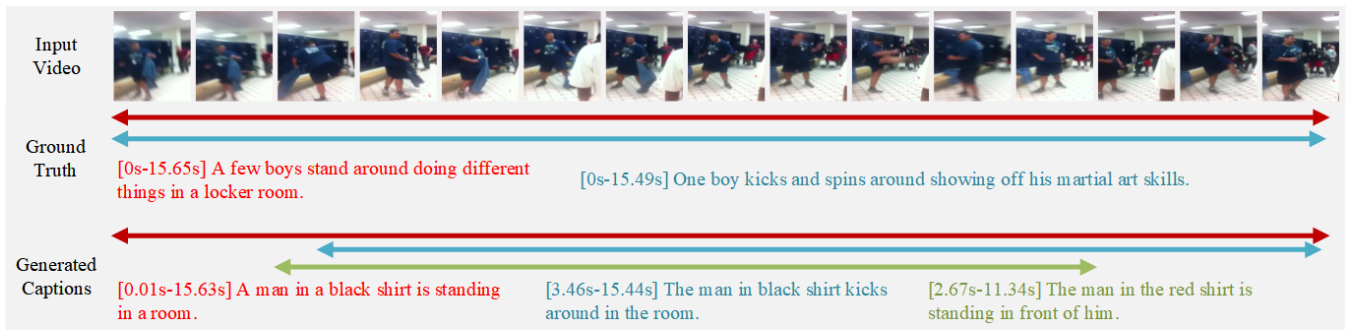 Input
Video
Ground
Truth
[0s-15.65s] A few boys stand around doing different
things in a locker room.
[0s-15.49s] One boy kicks and spins around showing off his martial art skills.
Generated
Captions
[0.01s-15.63s] A man in a black shirt is standing
in a room.
[3.46s-15.44s] The man in black shirt kicks
around in the room.
[2.67s-11.34s] The man in the red shirt is
standing in front of him.